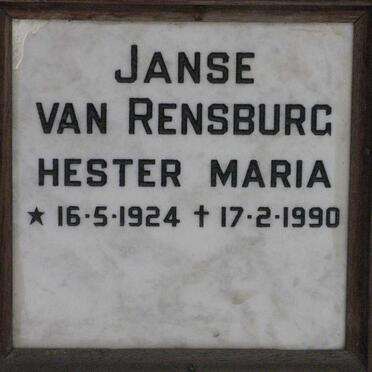 JANSE
VAN RENSBURG
HESTER MARIA
★ 16·5·1924 † 17·2·1990